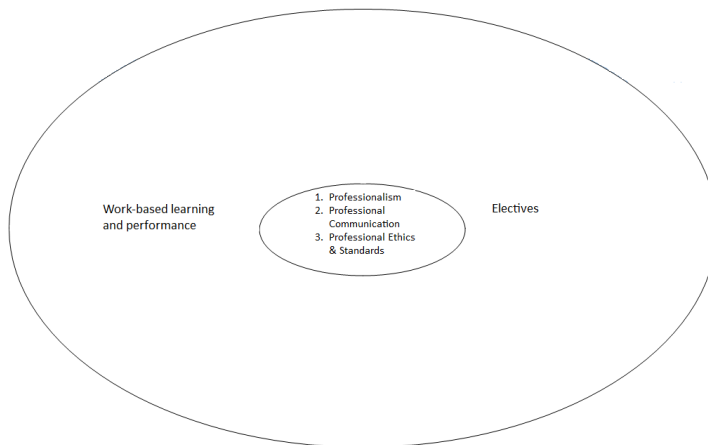 Work-based learning
and performance
1. Professionalism
2. Professional
Communication
3. Professional Ethics
& Standards
Electives